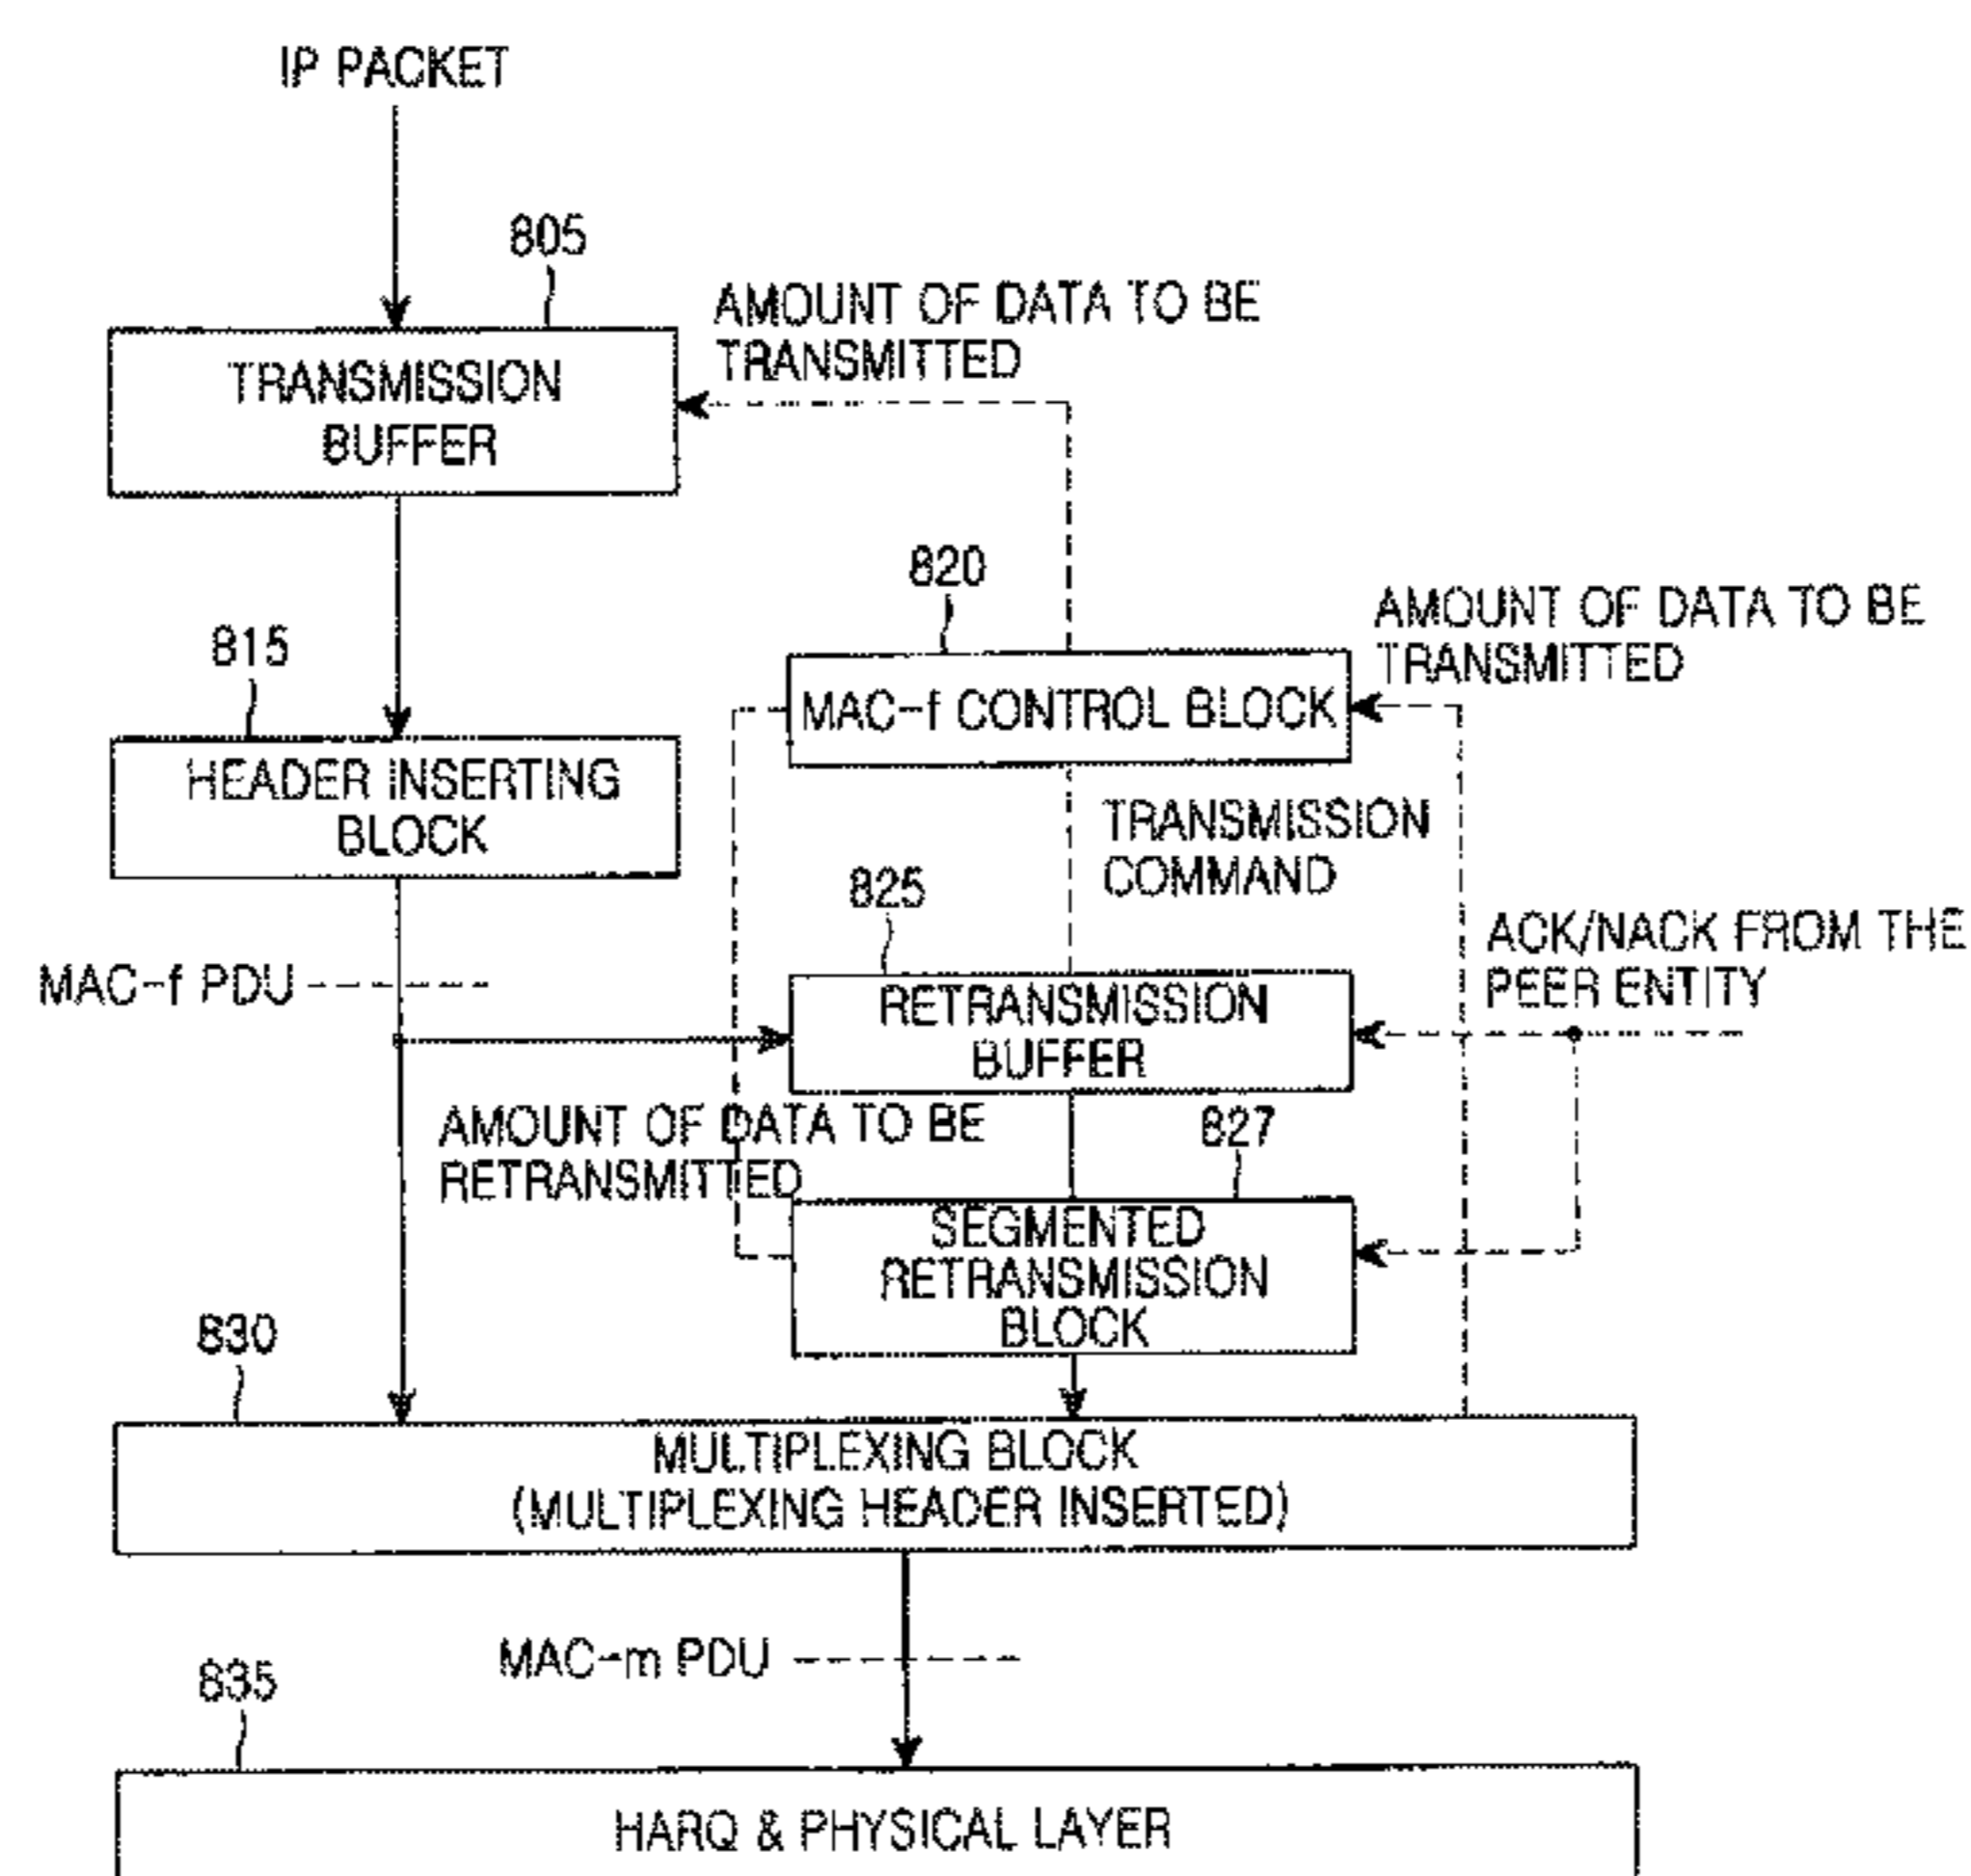 IP PACKET
805
AMOUNT OF DATA TO BE
TRANSMITTED
TRANSMISSION
BUFFER
820
AMOUNT OF DATA TO BE
TRANSMITTED
815
MAC-f CONTROL BLOCK
HEADER INSERTING
BLOCK
TRANSMISSION
COMMAND
825
ACK/NACK FROM THE
PEER ENTITY
MAC-f PDU
RETRANSMISSION
BUFFER
AMOUNT OF DATA TO BE
RETRANSMITTED
827
SEGMENTED
RETRANSMISSION
BLOCK
830
MULTIPLEXING BLOCK
(MULTIPLEXING HEADER INSERTED)
MAC-m PDU
835
HARQ & PHYSICAL LAYER